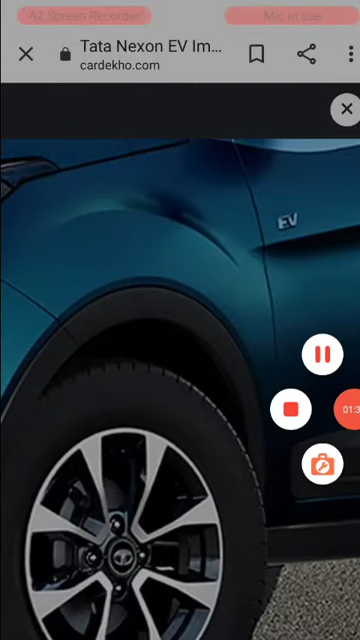 AZ Screen Recorder
Mic in use
Tata Nexon EV Im...
cardekho.com
EV
01:3